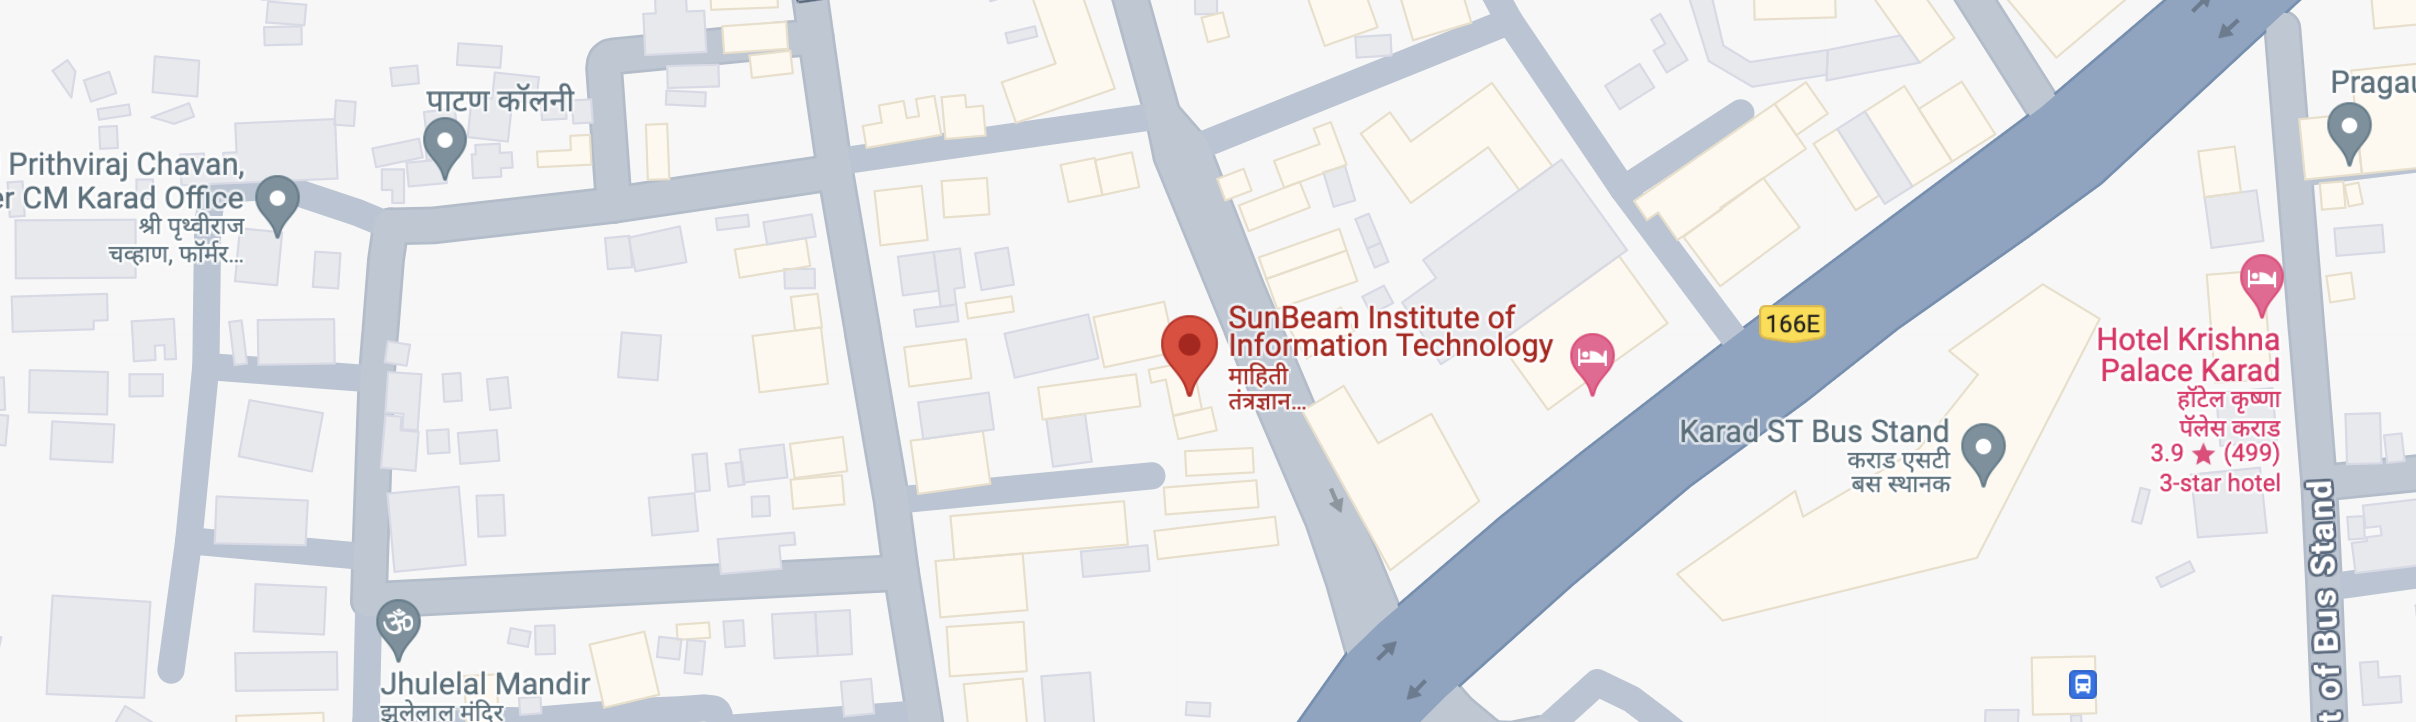 पाटण कॉलनी
Prithviraj Chavan,
er CM Karad Office
श्री पृथ्वीराज
चव्हाण, फॉर्मर...
SunBeam Institute of
Information Technology
माहिती
तंत्रज्ञान...
166E
Pragau
Hotel Krishna
Palace Karad
हॉटेल कृष्णा
पॅलेस कराड
3.9 ★ (499)
3-star hotel
Karad ST Bus Stand
कराड एसटी
बस स्थानक
t of Bus Stand
ॐ
Jhulelal Mandir
झुलेलाल मंदिर